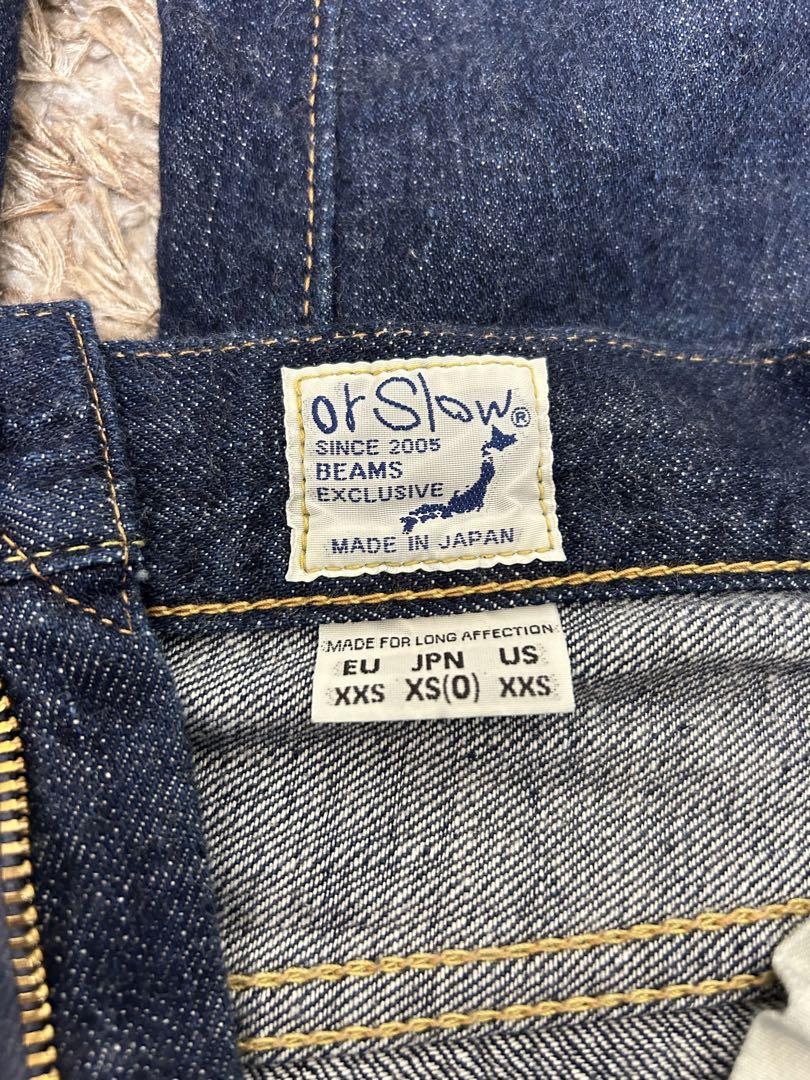 orSlow®
SINCE 2005
BEAMS
EXCLUSIVE
MADE IN JAPAN
MADE FOR LONG AFFECTION
EU JPN US
XXS XS(0) XXS